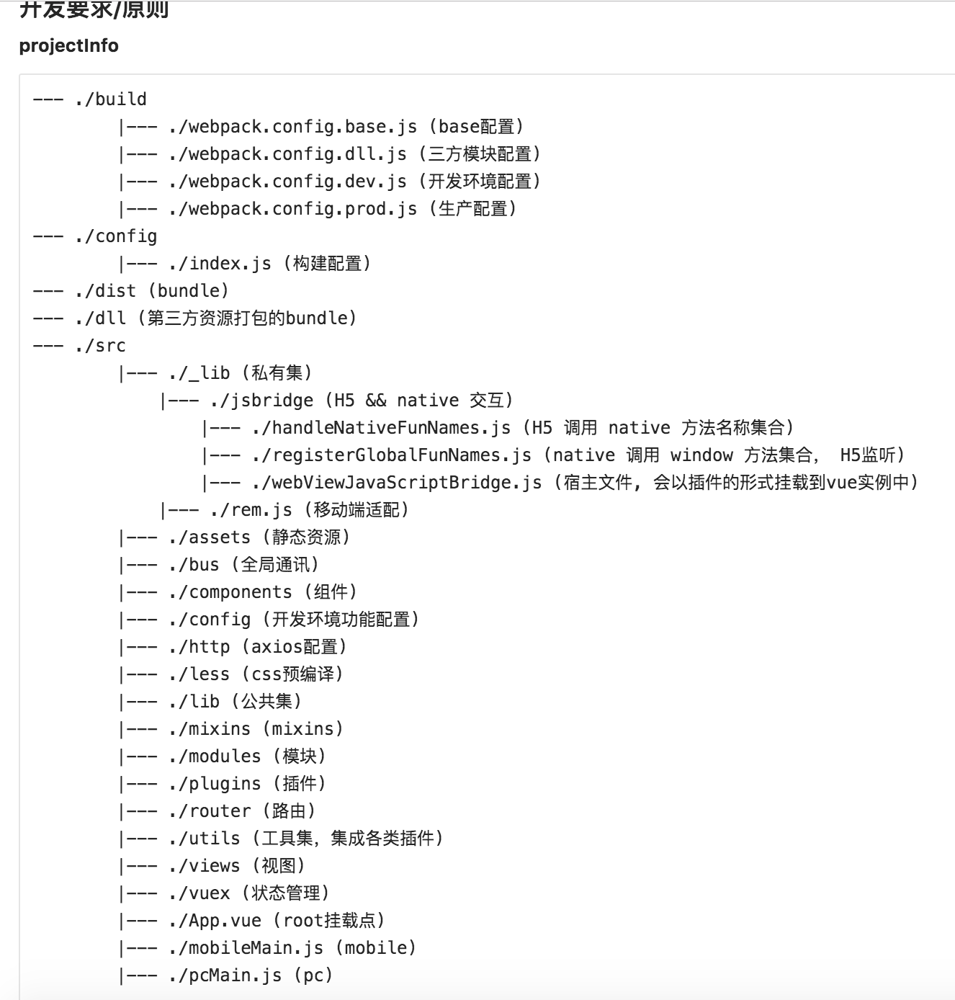 开发要求/原则
projectInfo
--- ./build
|--- ./webpack.config.base.js (base配置)
|--- ./webpack.config.dll.js (三方模块配置)
|--- ./webpack.config.dev.js (开发环境配置)
|--- ./webpack.config.prod.js (生产配置)
--- ./config
|--- ./index.js (构建配置)
--- ./dist (bundle)
--- ./dll (第三方资源打包的bundle)
--- ./src
|--- ./_lib (私有集)
|--- ./jsbridge (H5 && native 交互)
|--- ./handleNativeFunNames.js (H5 调用 native 方法名称集合)
|--- ./registerGlobalFunNames.js (native 调用 window 方法集合， H5监听)
|--- ./webViewJavaScriptBridge.js (宿主文件, 会以插件的形式挂载到vue实例中)
|--- ./rem.js (移动端适配)
|--- ./assets (静态资源)
|--- ./bus (全局通讯)
|--- ./components (组件)
|--- ./config (开发环境功能配置)
|--- ./http (axios配置)
|--- ./less (css预编译)
|--- ./lib (公共集)
|--- ./mixins (mixins)
|--- ./modules (模块)
|--- ./plugins (插件)
|--- ./router (路由)
|--- ./utils (工具集，集成各类插件)
|--- ./views (视图)
|--- ./vuex (状态管理)
|--- ./App.vue (root挂载点)
|--- ./mobileMain.js (mobile)
|--- ./pcMain.js (pc)